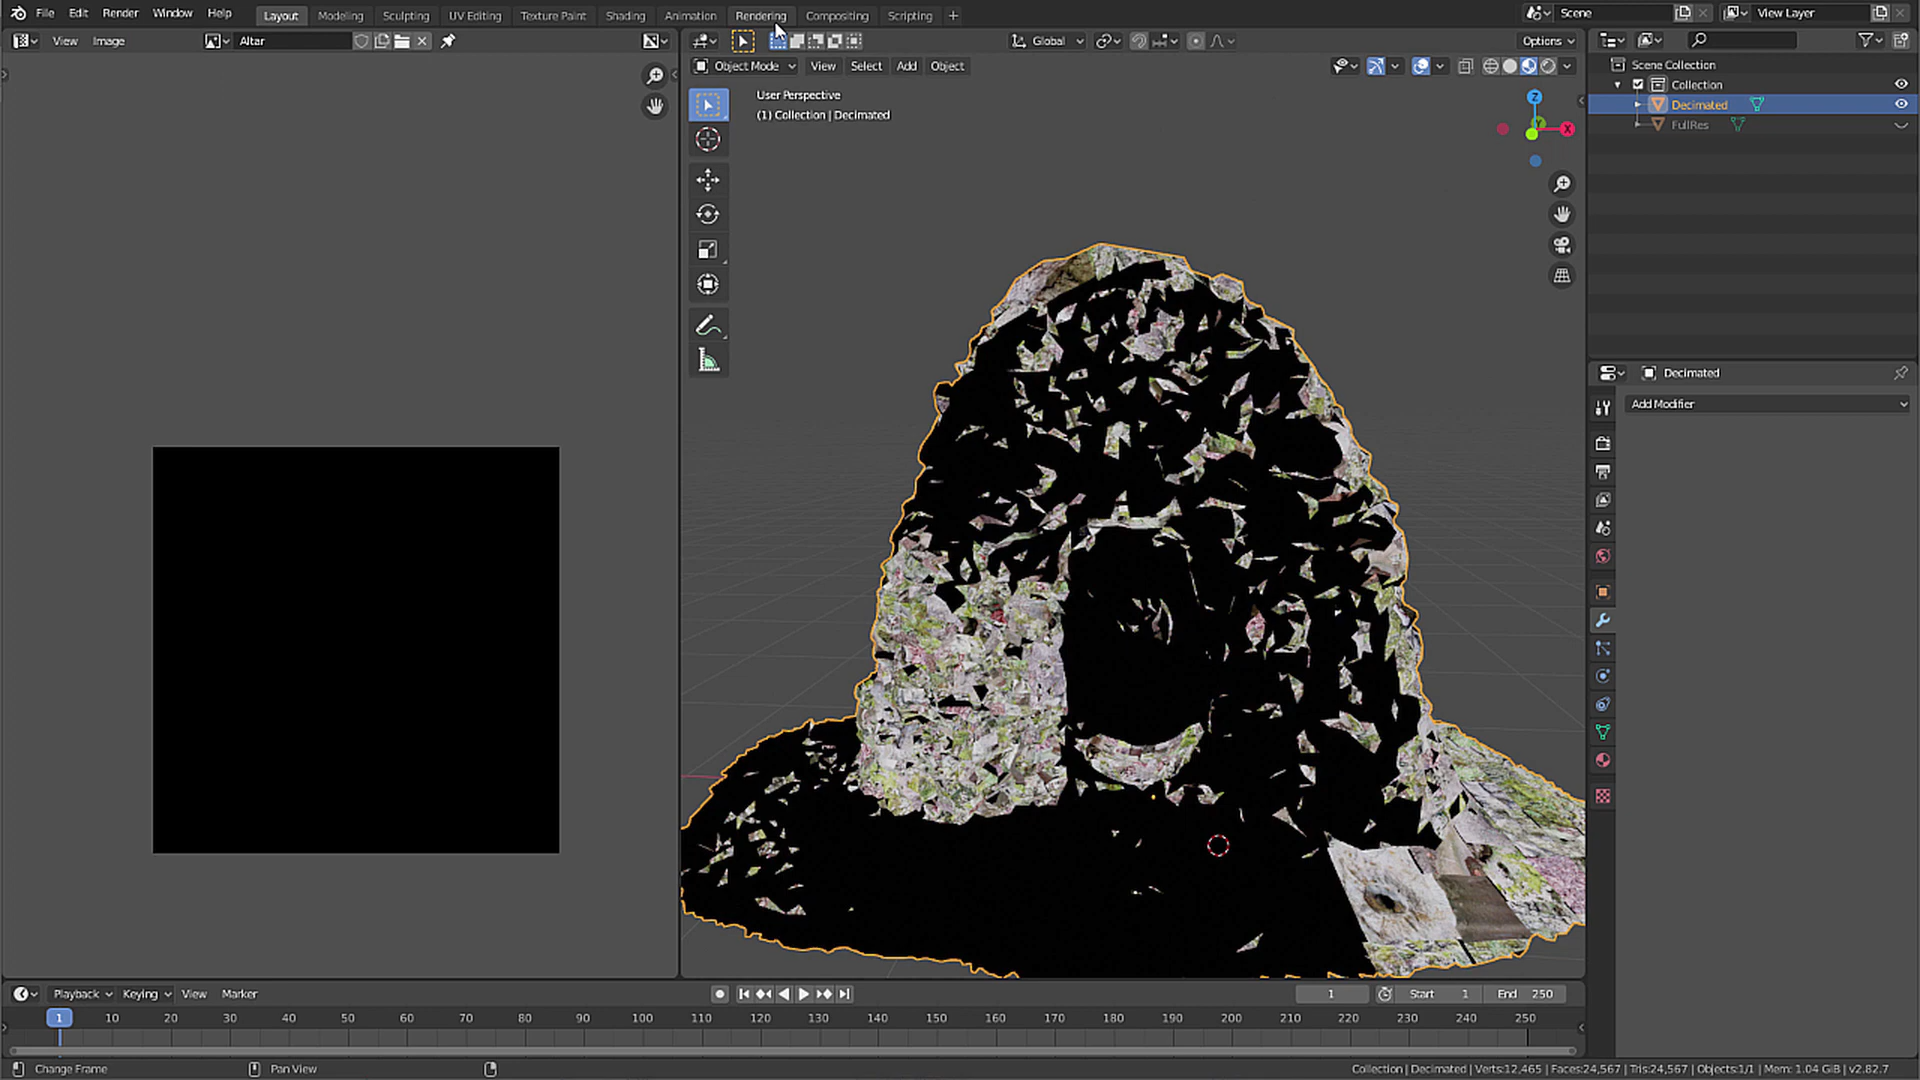 File Edit Render Window Help
Layout Modeling Sculpting UV Editing Texture Paint Shading Animation Rendering Compositing Scripting +
Scene View Layer
View Image Altar
Global Options
Object Mode View Select Add Object
User Perspective
(1) Collection | Decimated
Z
Y
X
Scene Collection
Collection
Decimated
FullRes
Decimated
Add Modifier
Playback Keying View Marker
1 Start 1 End 250
1 10 20 30 40 50 60 70 80 90 100 110 120 130 140 150 160 170 180 190 200 210 220 230 240 250
Change Frame Pan View
Collection | Decimated | Verts:12,465 | Faces:24,567 | Tris:24,567 | Objects:1/1 | Mem: 1.04 GiB | v2.82.7